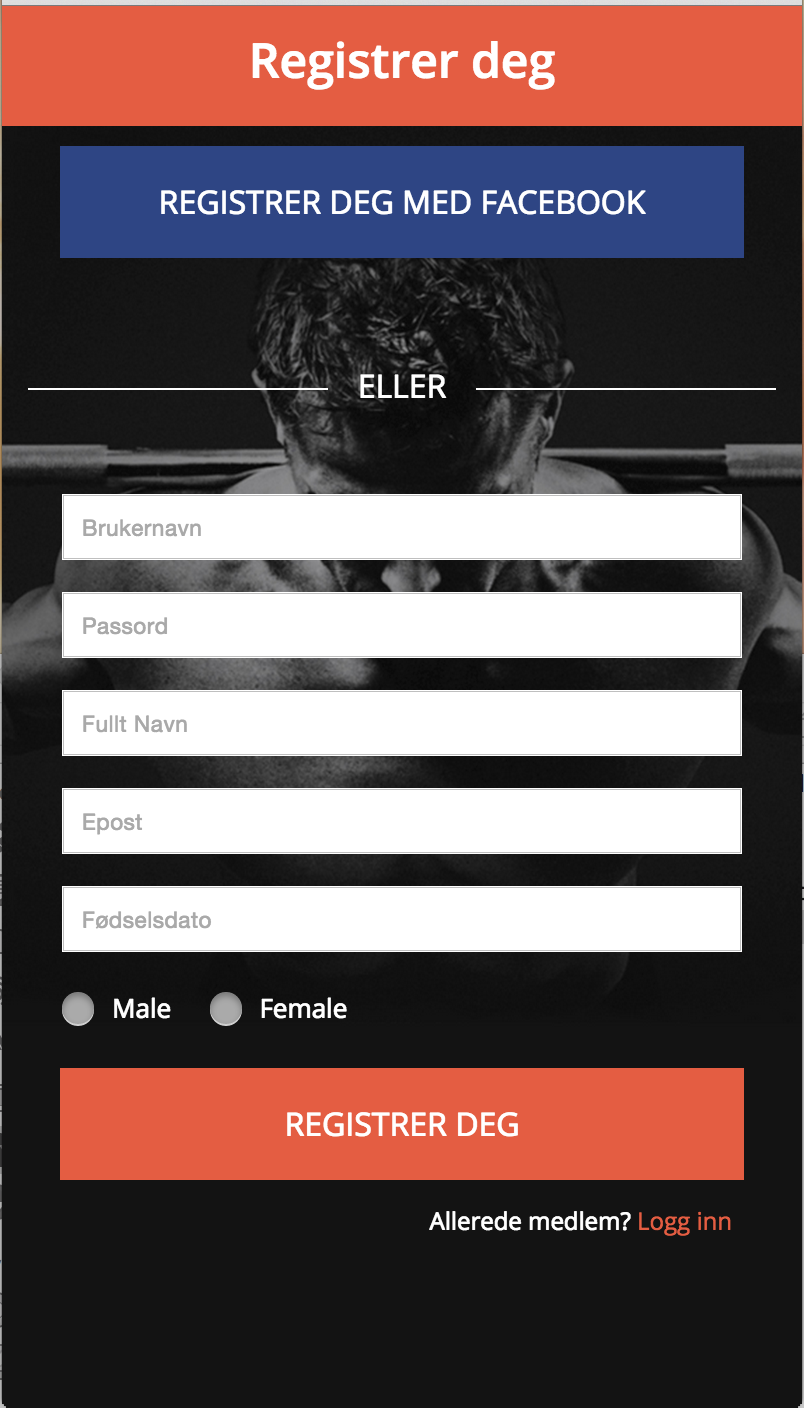 Registrer deg
REGISTRER DEG MED FACEBOOK
ELLER
Brukernavn
Passord
Fullt Navn
Epost
Fødselsdato
Male Female
REGISTRER DEG
Allerede medlem? Logg inn